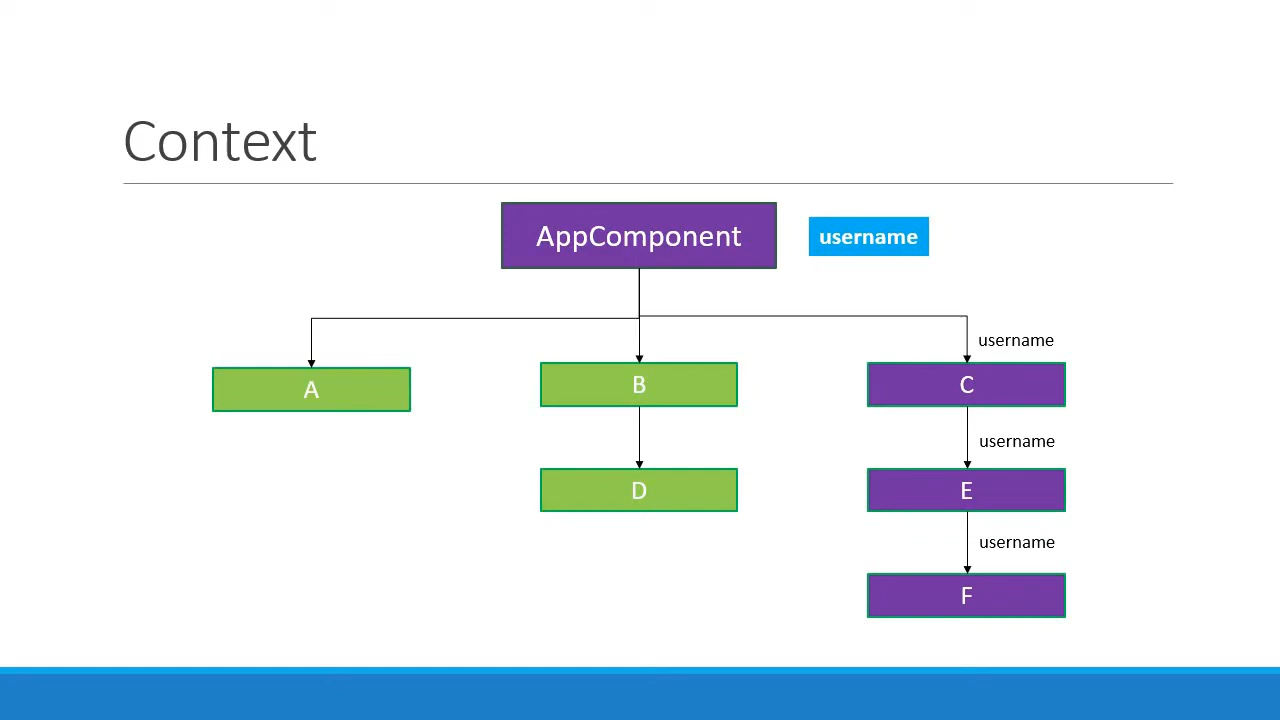 Context
AppComponent
username
username
A
B
C
username
D
E
username
F